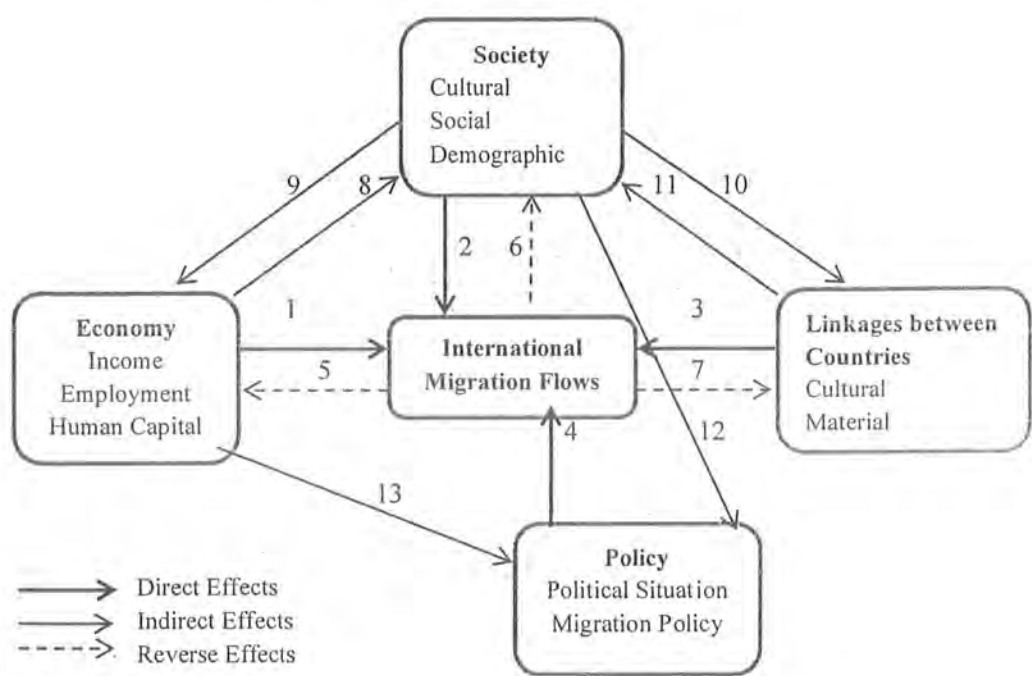 Society
Cultural
Social
Demographic
9
8
11
10
2
6
Economy
Income
Employment
Human Capital
1
5
International
Migration Flows
3
7
Linkages between
Countries
Cultural
Material
4
12
13
Policy
Political Situation
Migration Policy
Direct Effects
Indirect Effects
Reverse Effects